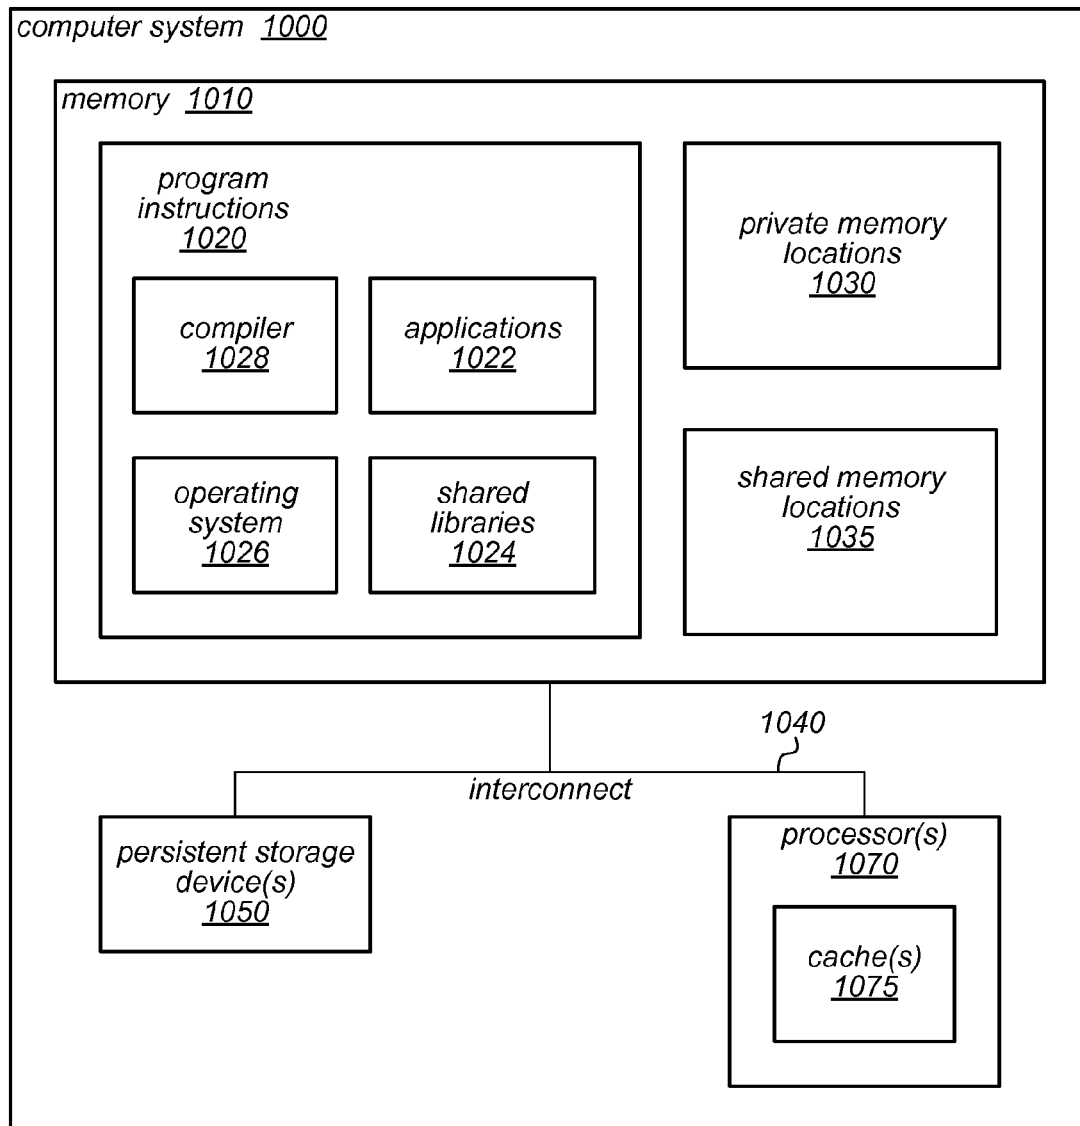 computer system 1000
memory 1010
program
instructions
1020
compiler
1028
applications
1022
operating
system
1026
shared
libraries
1024
private memory
locations
1030
shared memory
locations
1035
1040
interconnect
persistent storage
device(s)
1050
processor(s)
1070
cache(s)
1075